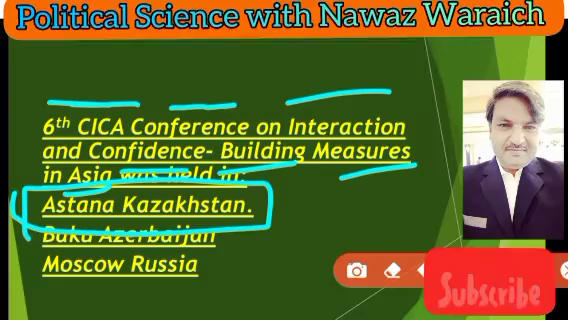 Political Science with Nawaz Waraich
6th CICA Conference on Interaction
and Confidence- Building Measures
in Asia was held in:
Astana Kazakhstan.
Baku Azerbaijan
Moscow Russia
Subscribe